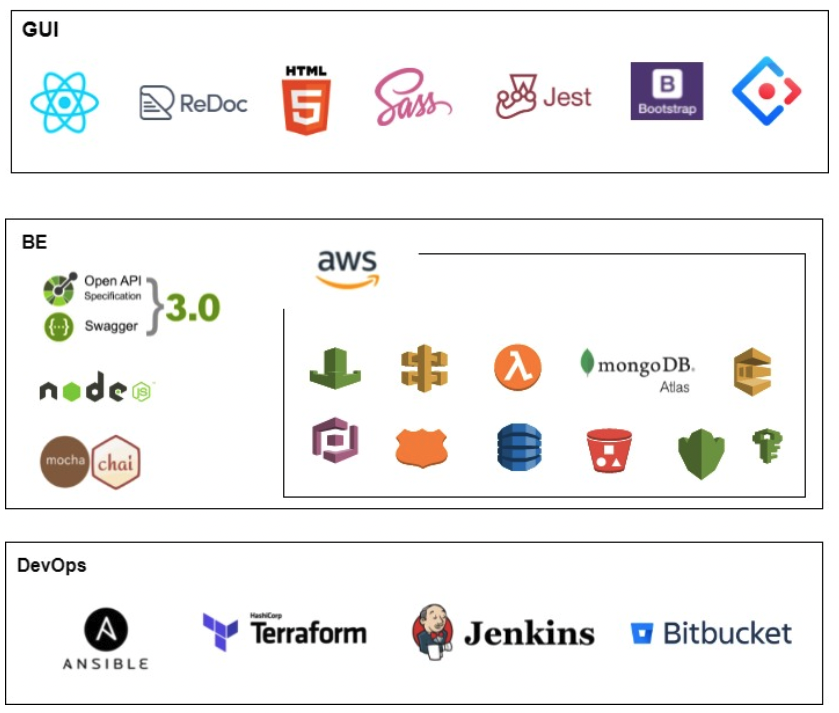 GUI
ReDoc
HTML
5
Sass
Jest
B
Bootstrap
BE
aws
Open API
Specification
Swagger
3.0
mongoDB.
Atlas
node
JS
mocha
chai
DevOps
A
ANSIBLE
HashiCorp
Terraform
Jenkins
Bitbucket
λ